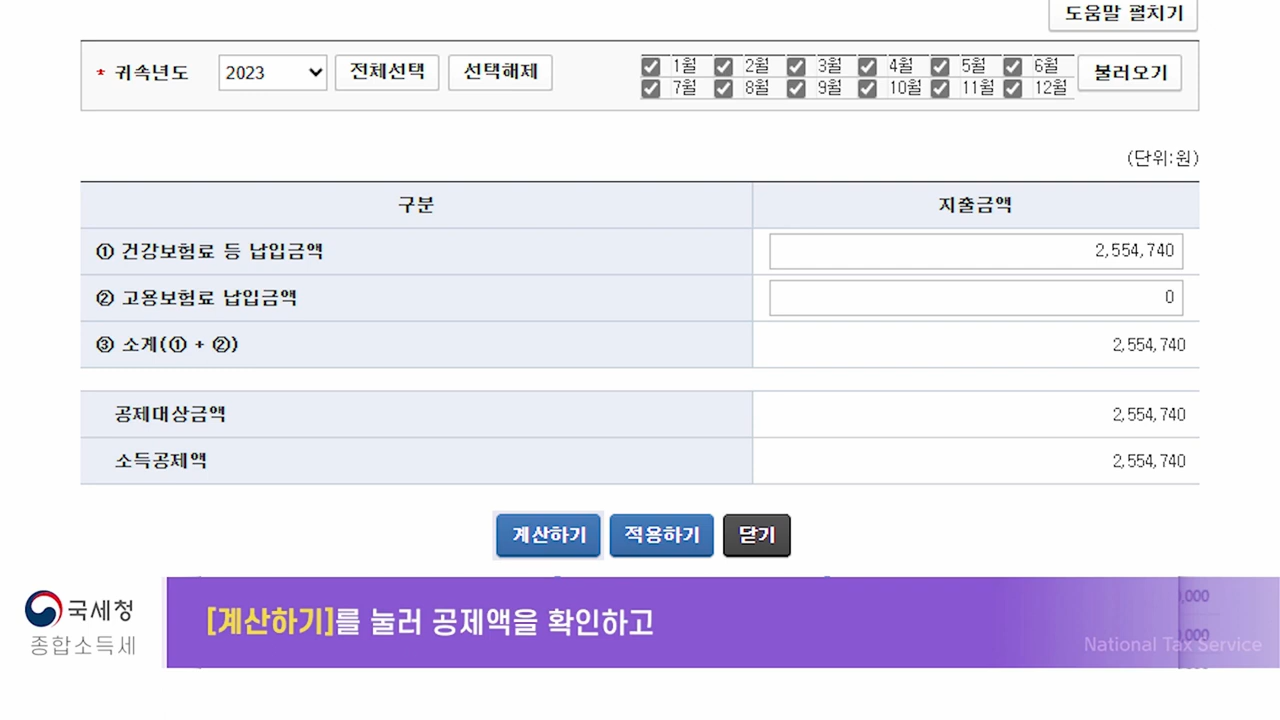 도움말 펼치기
* 귀속년도 2023 전체선택 선택해제 1월 2월 3월 4월 5월 6월 불러오기
7월 8월 9월 10월 11월 12월
(단위:원)
구분 지출금액
① 건강보험료 등 납입금액 2,554,740
② 고용보험료 납입금액 0
③ 소계(① + ②) 2,554,740
공제대상금액 2,554,740
소득공제액 2,554,740
계산하기 적용하기 닫기
국세청
종합소득세
[계산하기]를 눌러 공제액을 확인하고
National Tax Service